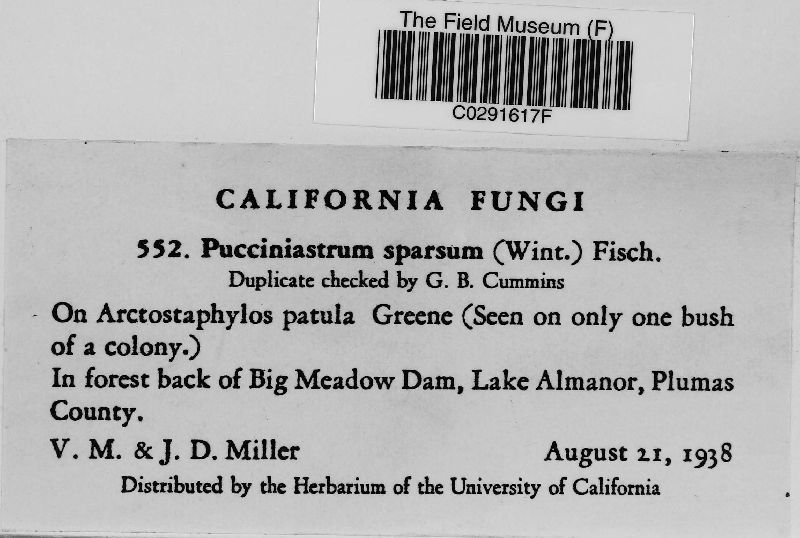 The Field Museum (F)
C0291617F
CALIFORNIA FUNGI
552. Pucciniastrum sparsum (Wint.) Fisch.
Duplicate checked by G. B. Cummins
On Arctostaphylos patula Greene (Seen on only one bush
of a colony.)
In forest back of Big Meadow Dam, Lake Almanor, Plumas
County.
V. M. & J. D. Miller August 21, 1938
Distributed by the Herbarium of the University of California